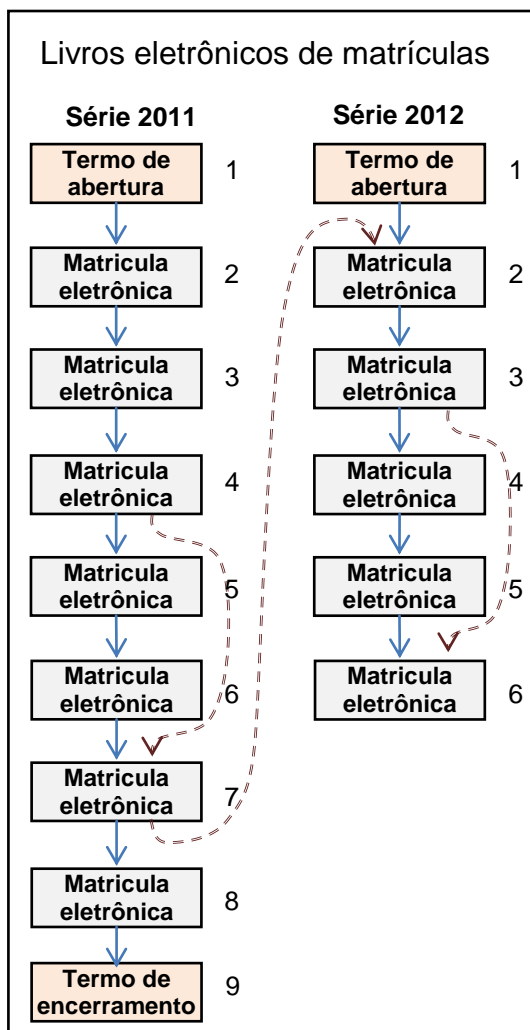 Livros eletrônicos de matrículas
Série 2011
Termo de
abertura
1
Matricula
eletrônica
2
Matricula
eletrônica
3
Matricula
eletrônica
4
Matricula
eletrônica
5
Matricula
eletrônica
6
Matricula
eletrônica
7
Matricula
eletrônica
8
Termo de
encerramento
9
Série 2012
Termo de
abertura
1
Matricula
eletrônica
2
Matricula
eletrônica
3
Matricula
eletrônica
4
Matricula
eletrônica
5
Matricula
eletrônica
6